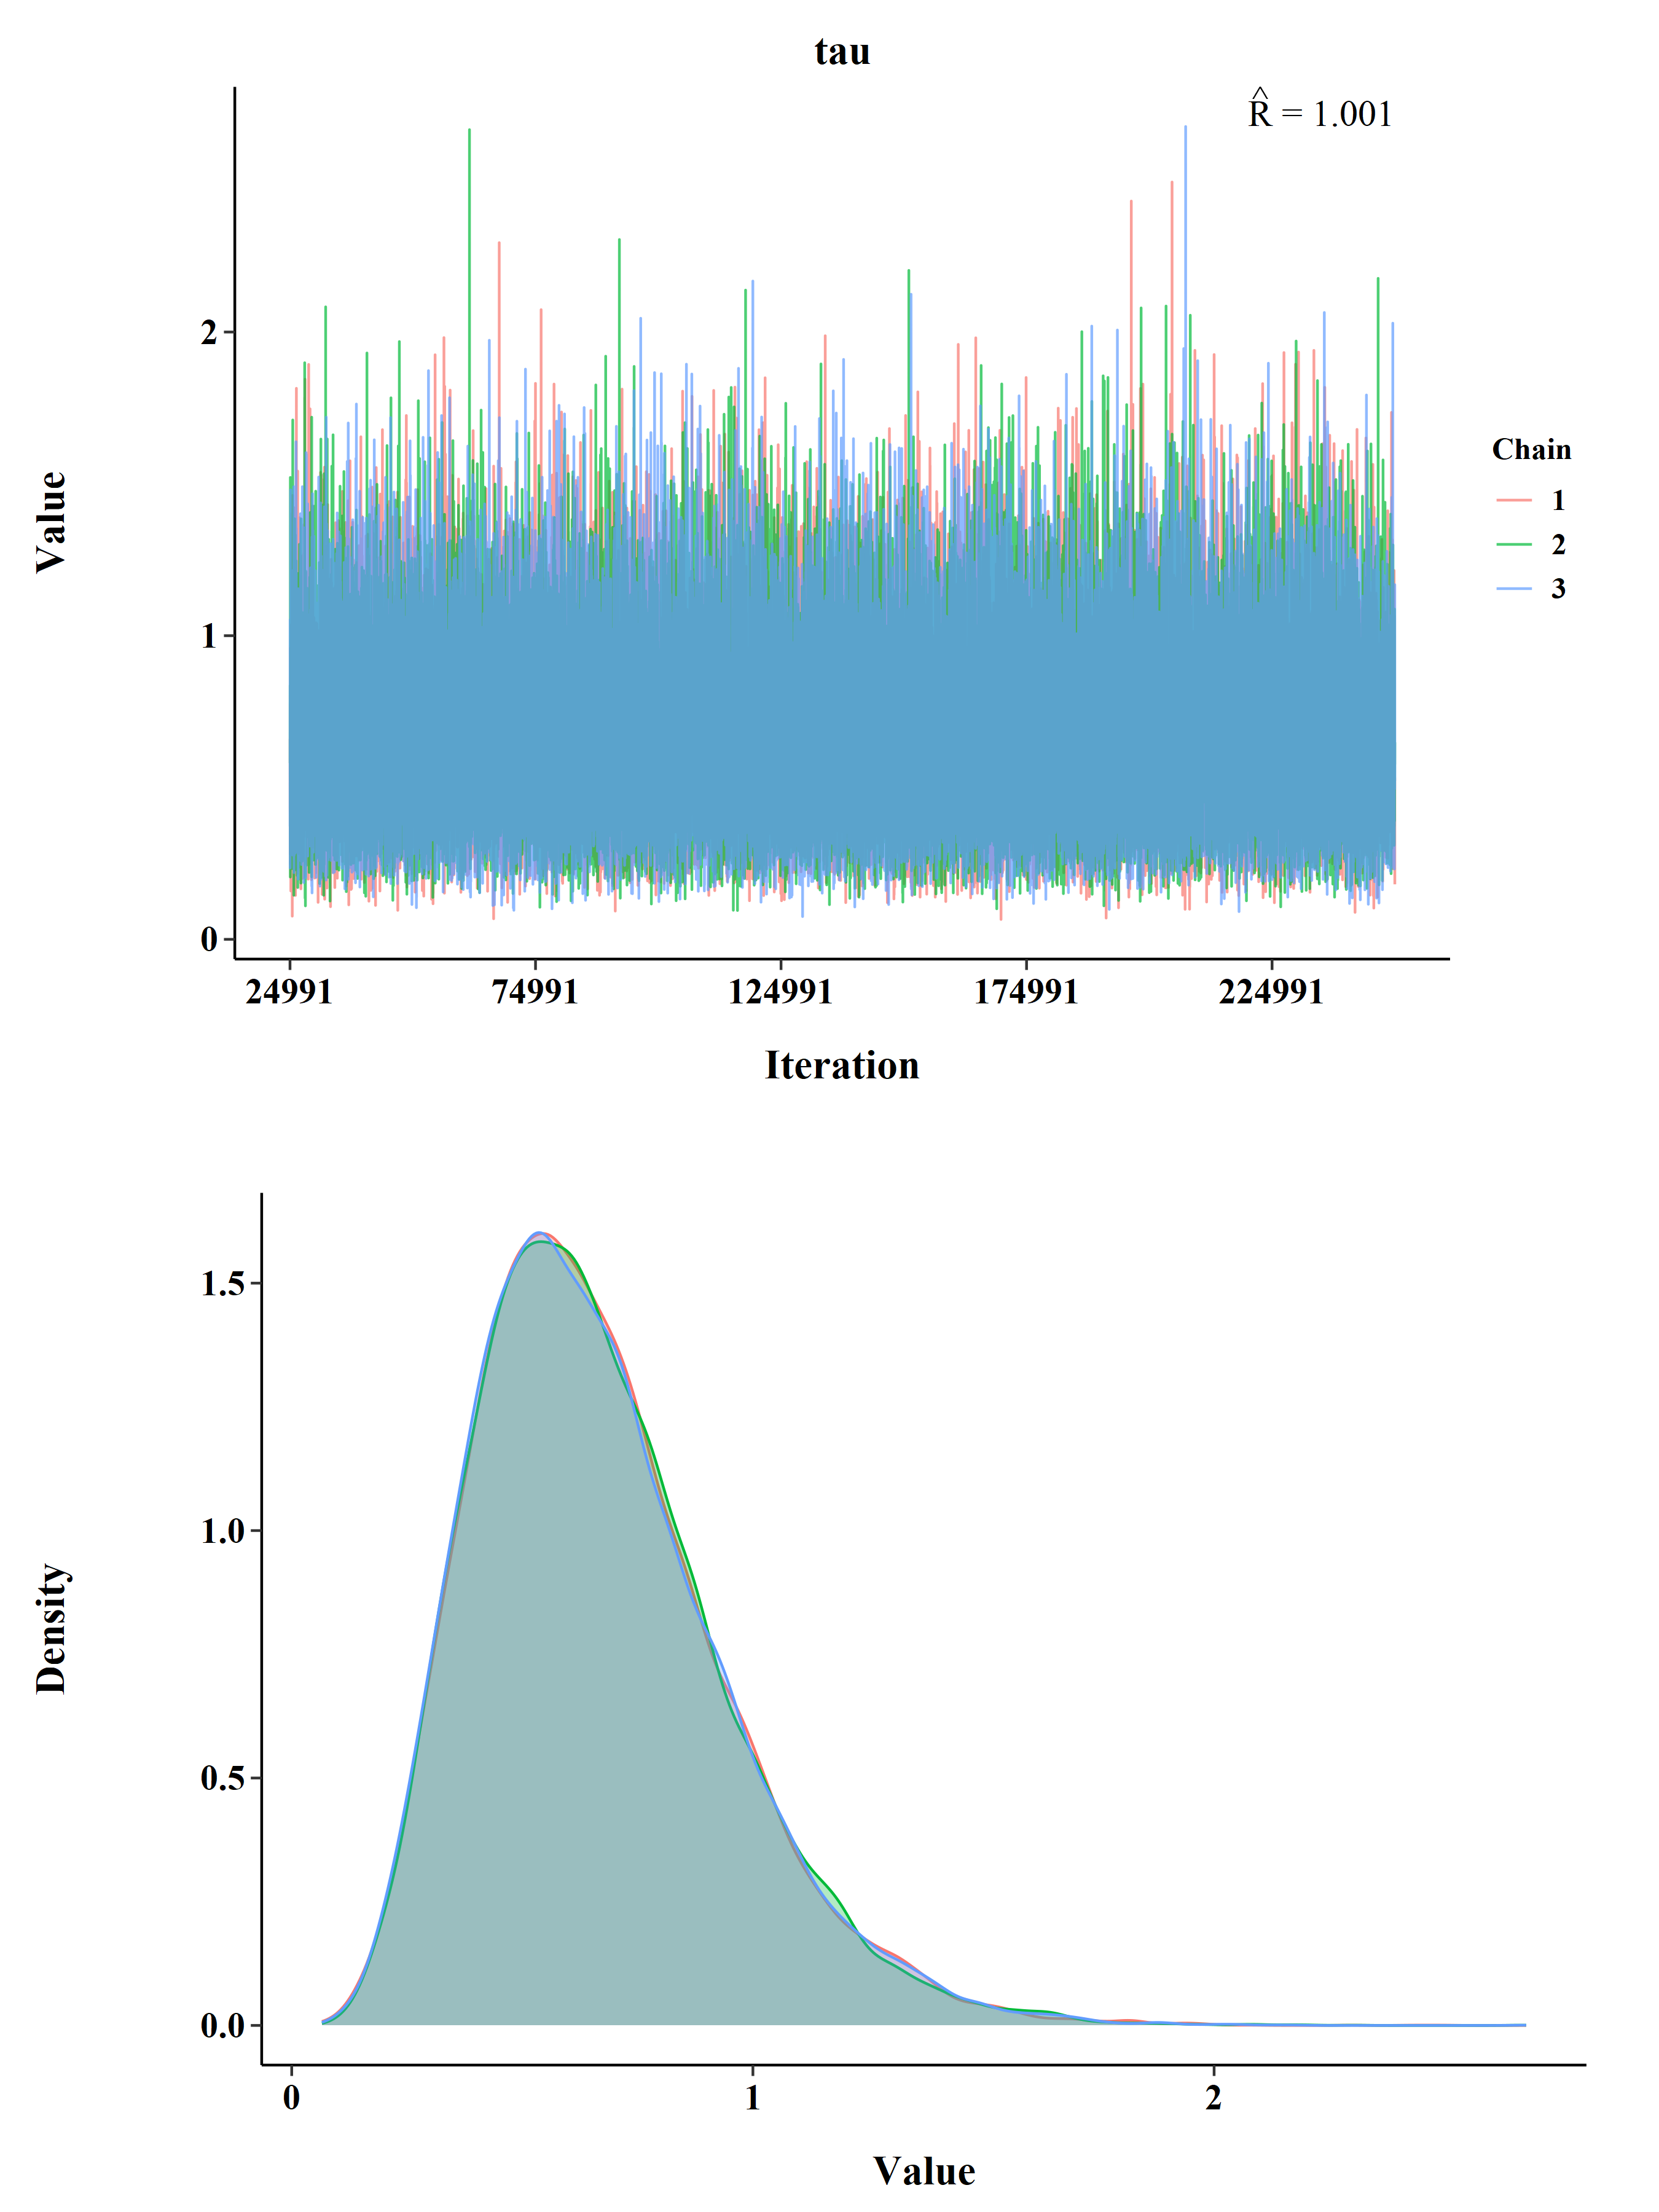 tau
R̂ = 1.001
Value
2
1
0
24991 74991 124991 174991 224991
Iteration
Chain
1
2
3
Density
1.5
1.0
0.5
0.0
0 1 2
Value